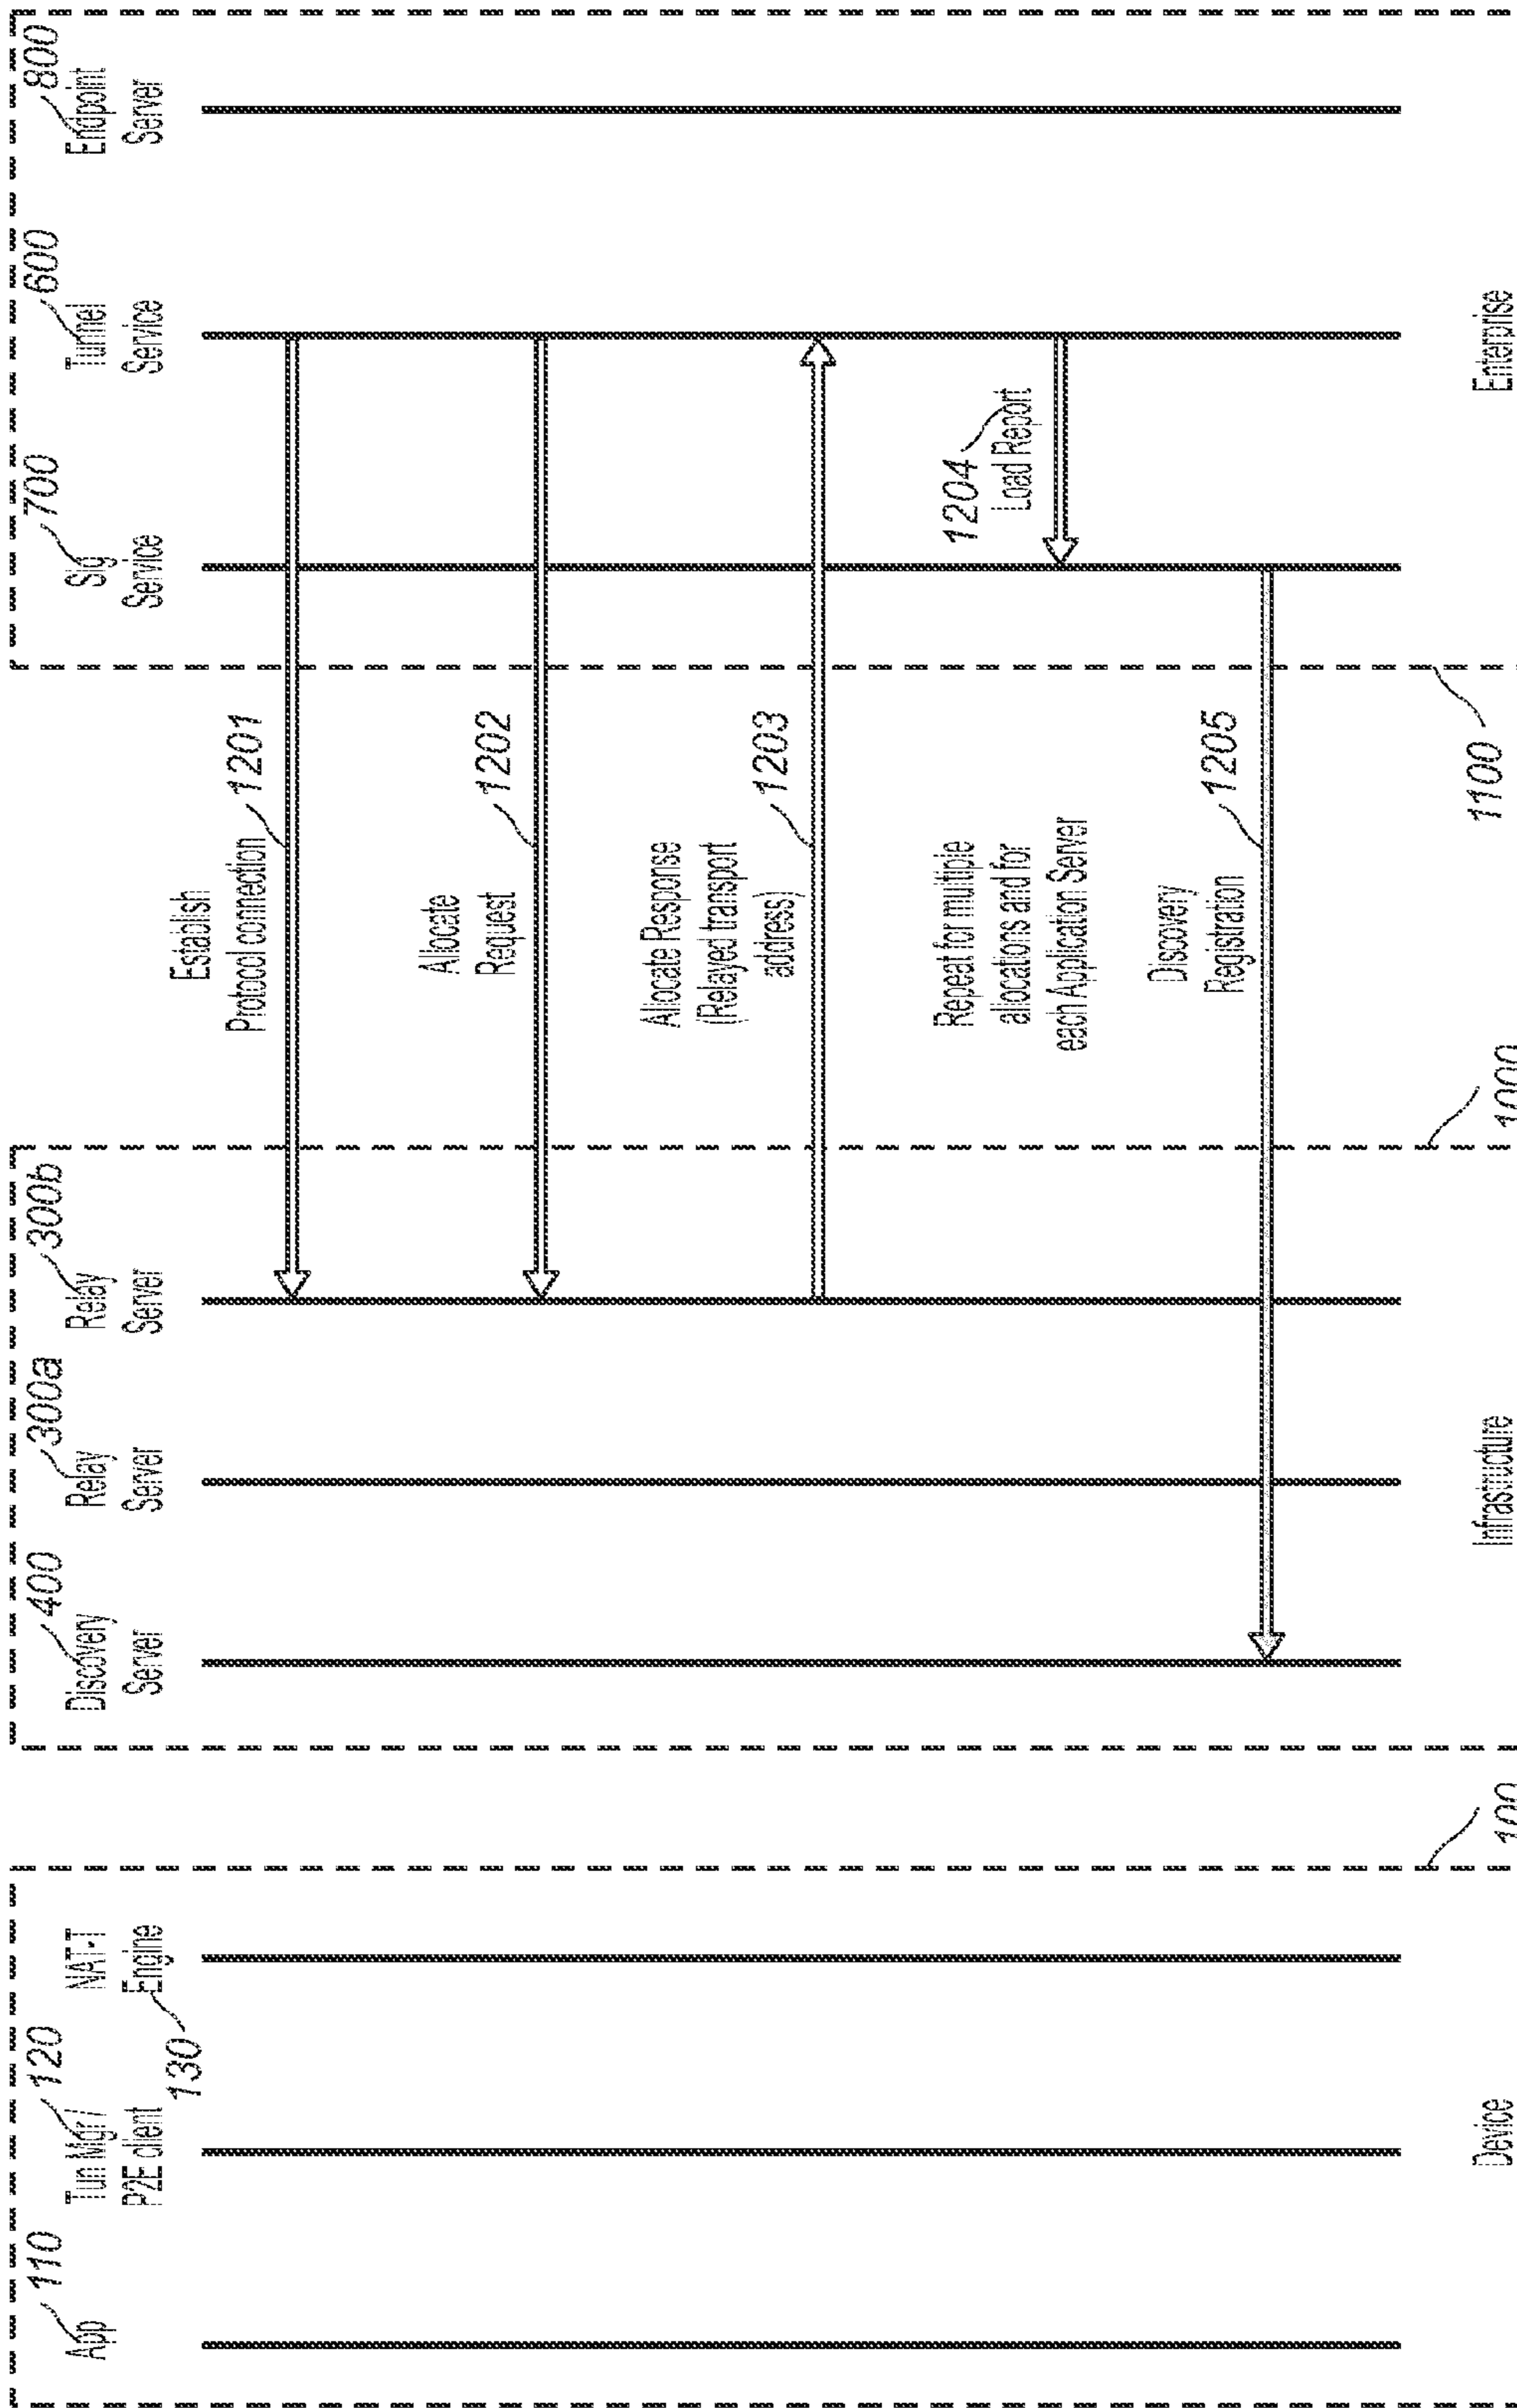 110
App
120
Tun Mgr /
P2E client
NAT-T
Engine
130
400
Discovery
Server
300a
Relay
Server
300b
Relay
Server
700
Sig
Service
600
Tunnel
Service
800
Endpoint
Server
Establish
Protocol connection
1201
Allocate
Request
1202
Allocate Response
(Relayed transport
address)
1203
Repeat for multiple
allocations and for
each Application Server
1204
Load Report
Discovery
Registration
1205
Device
100
Infrastructure
1000
1100
Enterprise